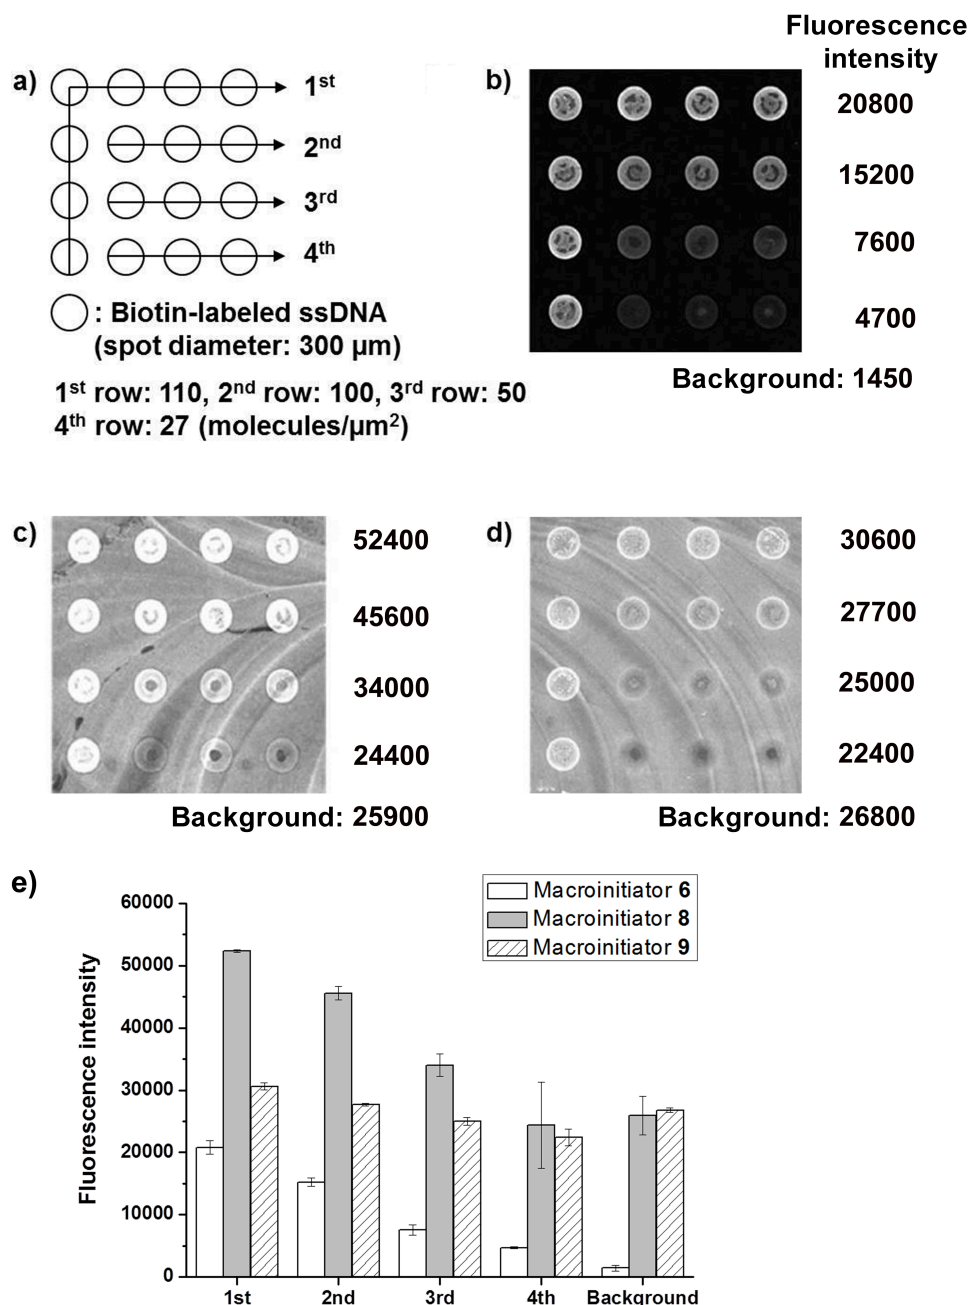 Fluorescence
intensity
a)
1st
2nd
3rd
4th
: Biotin-labeled ssDNA
(spot diameter: 300 µm)
1st row: 110, 2nd row: 100, 3rd row: 50
4th row: 27 (molecules/µm2)
b)
20800
15200
7600
4700
Background: 1450
c)
52400
45600
34000
24400
Background: 25900
d)
30600
27700
25000
22400
Background: 26800
e)
Macroinitiator 6
Macroinitiator 8
Macroinitiator 9
Fluorescence intensity
60000
50000
40000
30000
20000
10000
0
1st 2nd 3rd 4th Background